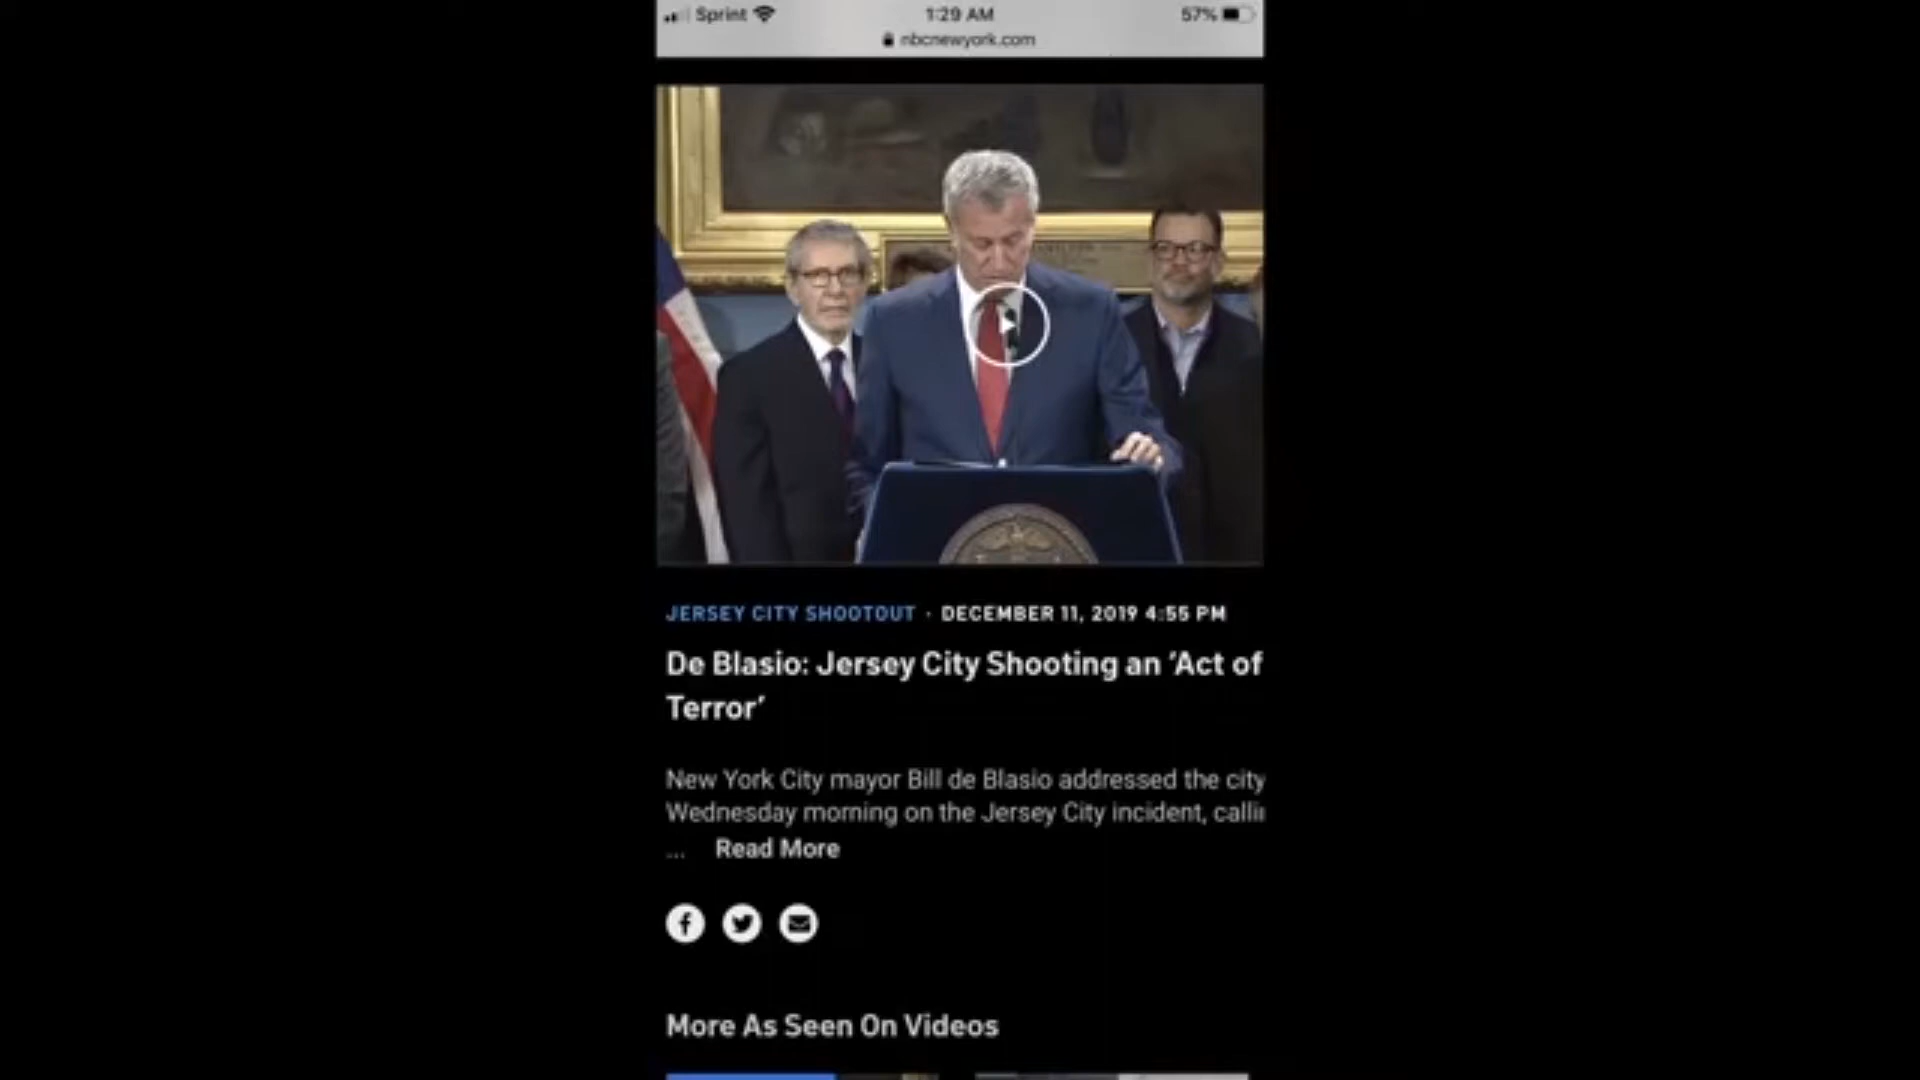 Sprint 1:29 AM 57%
nbcnewyork.com
JERSEY CITY SHOOTOUT · DECEMBER 11, 2019 4:55 PM
De Blasio: Jersey City Shooting an ‘Act of
Terror’
New York City mayor Bill de Blasio addressed the city
Wednesday morning on the Jersey City incident,
... Read More
More As Seen On Videos